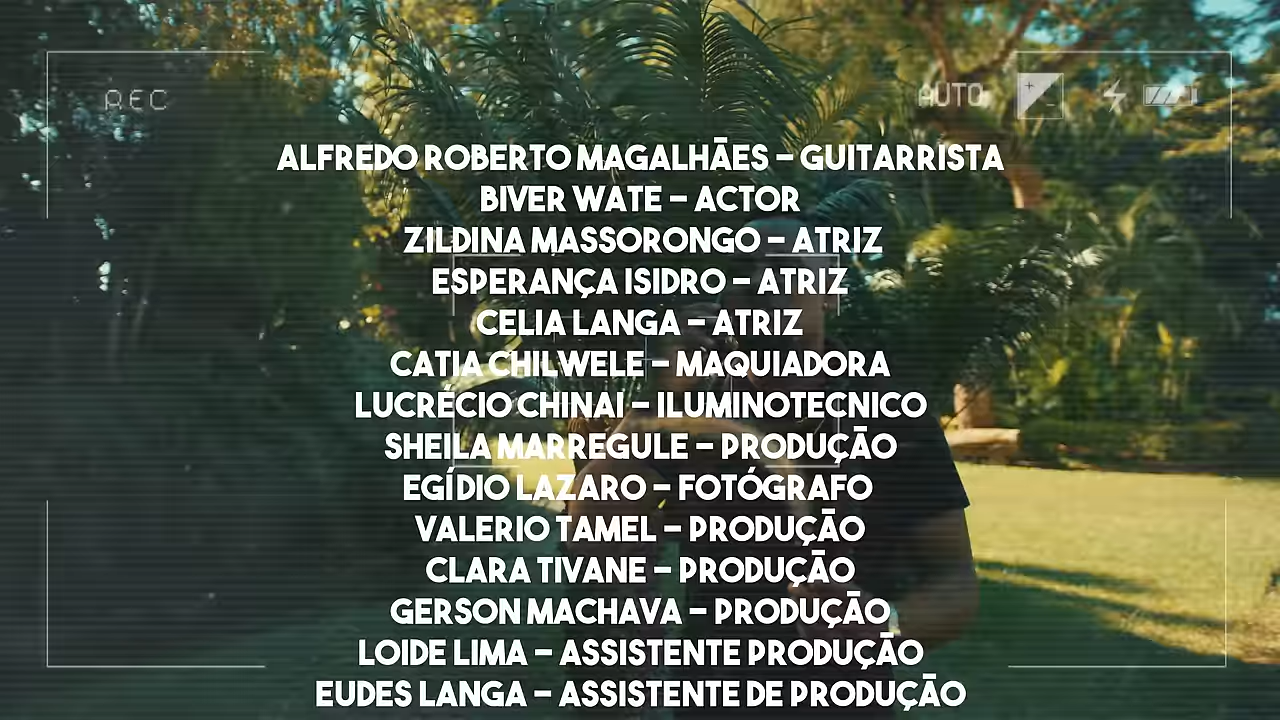 REC
AUTO
ALFREDO ROBERTO MAGALHÃES - GUITARRISTA
BIVER WATE - ACTOR
ZILDINA MASSORONGO - ATRIZ
ESPERANÇA ISIDRO - ATRIZ
CELIA LANGA - ATRIZ
CATIA CHILWELE - MAQUIADORA
LUCRÉCIO CHINAI - ILUMINOTECNICO
SHEILA MARREGULE - PRODUÇÃO
EGÍDIO LAZARO - FOTÓGRAFO
VALERIO TAMEL - PRODUÇÃO
CLARA TIVANE - PRODUÇÃO
GERSON MACHAVA - PRODUÇÃO
LOIDE LIMA - ASSISTENTE PRODUÇÃO
EUDES LANGA - ASSISTENTE DE PRODUÇÃO